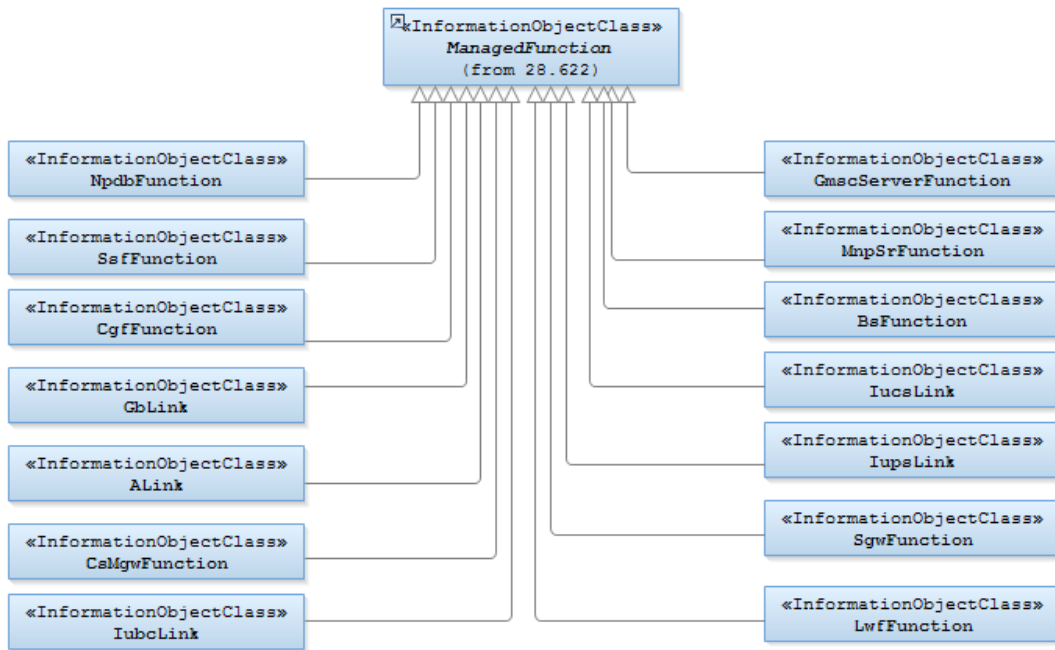 «InformationObjectClass»
ManagedFunction
(from 28.622)
«InformationObjectClass»
NpdbFunction
«InformationObjectClass»
SsfFunction
«InformationObjectClass»
CgfFunction
«InformationObjectClass»
GbLink
«InformationObjectClass»
ALink
«InformationObjectClass»
CsMgwFunction
«InformationObjectClass»
IubcLink
«InformationObjectClass»
GmscServerFunction
«InformationObjectClass»
MnpSrFunction
«InformationObjectClass»
BsFunction
«InformationObjectClass»
IucsLink
«InformationObjectClass»
IupsLink
«InformationObjectClass»
SgwFunction
«InformationObjectClass»
LwfFunction